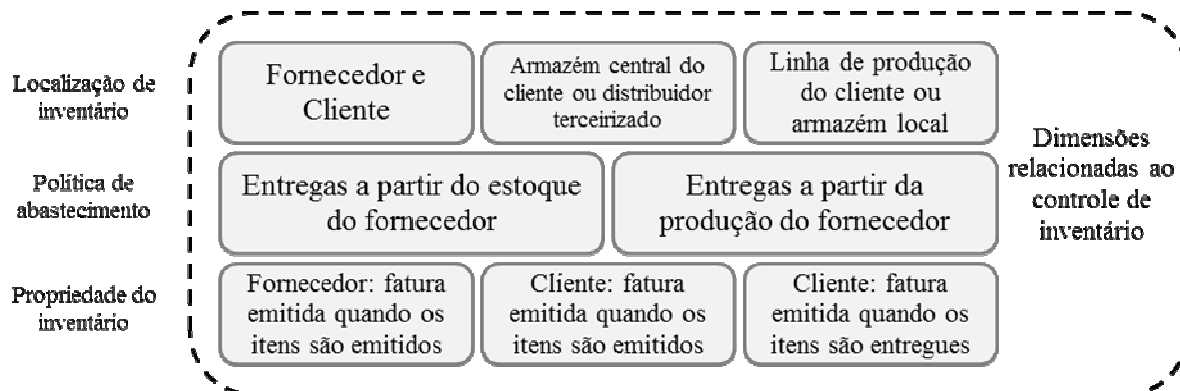 Localização de
inventário
Fornecedor e
Cliente
Armazém central do
cliente ou distribuidor
terceirizado
Linha de produção
do cliente ou
armazém local
Política de
abastecimento
Entregas a partir do estoque
do fornecedor
Entregas a partir da
produção do fornecedor
Propriedade do
inventário
Fornecedor: fatura
emitida quando os
itens são emitidos
Cliente: fatura
emitida quando os
itens são emitidos
Cliente: fatura
emitida quando os
itens são entregues
Dimensões
relacionadas ao
controle de
inventário